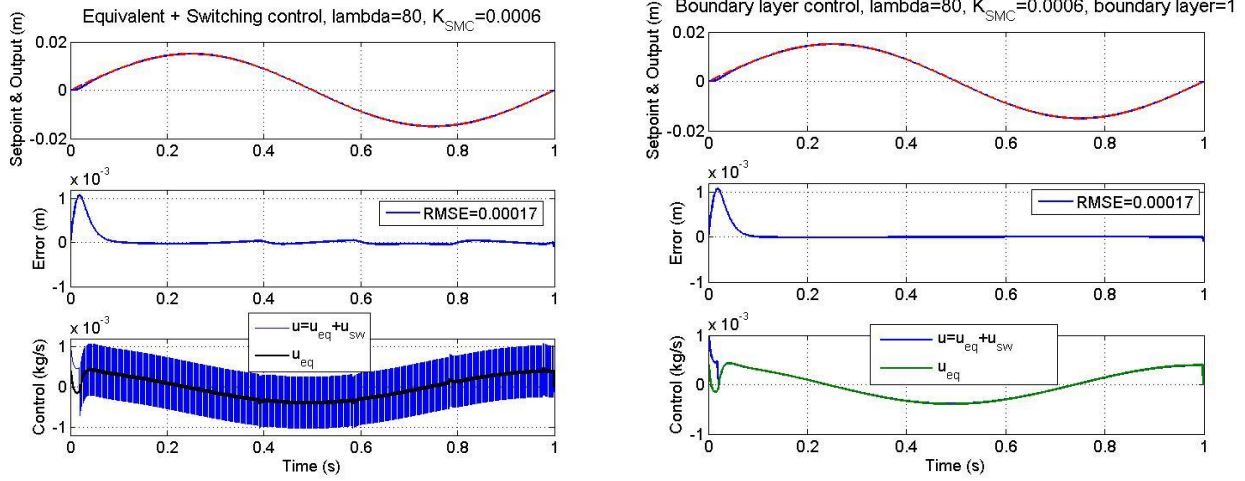 Equivalent + Switching control, lambda=80, K_SMC=0.0006
Setpoint & Output (m)
0.02
0
-0.02
0 0.2 0.4 0.6 0.8 1
x 10^-3
Error (m)
1
0
-1
RMSE=0.00017
0 0.2 0.4 0.6 0.8 1
x 10^-3
Control (kg/s)
1
0
-1
u=u_eq+u_sw
u_eq
0 0.2 0.4 0.6 0.8 1
Time (s)
Boundary layer control, lambda=80, K_SMC=0.0006, boundary layer=1
Setpoint & Output (m)
0.02
0
-0.02
0 0.2 0.4 0.6 0.8 1
x 10^-3
Error (m)
1
0
-1
RMSE=0.00017
0 0.2 0.4 0.6 0.8 1
x 10^-3
Control (kg/s)
1
0
-1
u=u_eq+u_sw
u_eq
0 0.2 0.4 0.6 0.8 1
Time (s)